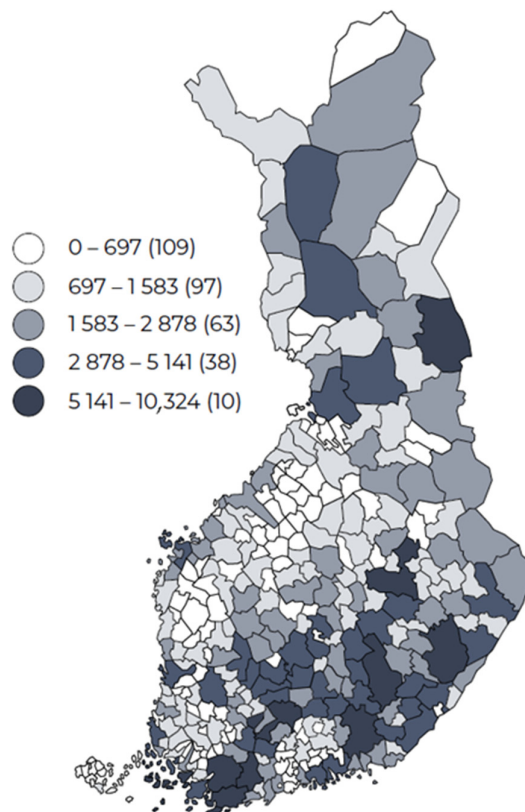 0 – 697 (109)
697 – 1 583 (97)
1 583 – 2 878 (63)
2 878 – 5 141 (38)
5 141 – 10,324 (10)